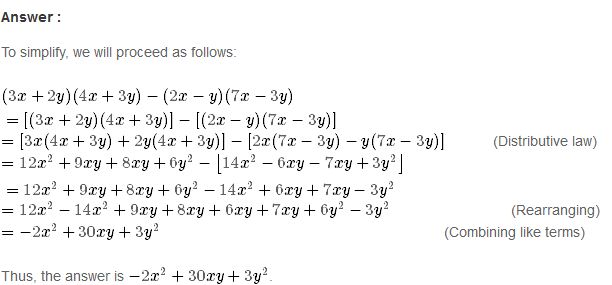 Answer :
To simplify, we will proceed as follows:
(3x + 2y)(4x + 3y) − (2x − y)(7x − 3y)
= [(3x + 2y)(4x + 3y)] − [(2x − y)(7x − 3y)]
= [3x(4x + 3y) + 2y(4x + 3y)] − [2x(7x − 3y) − y(7x − 3y)] (Distributive law)
= 12x² + 9xy + 8xy + 6y² − ⌊14x² − 6xy − 7xy + 3y²⌋
= 12x² + 9xy + 8xy + 6y² − 14x² + 6xy + 7xy − 3y²
= 12x² − 14x² + 9xy + 8xy + 6xy + 7xy + 6y² − 3y² (Rearranging)
= −2x² + 30xy + 3y² (Combining like terms)
Thus, the answer is −2x² + 30xy + 3y².